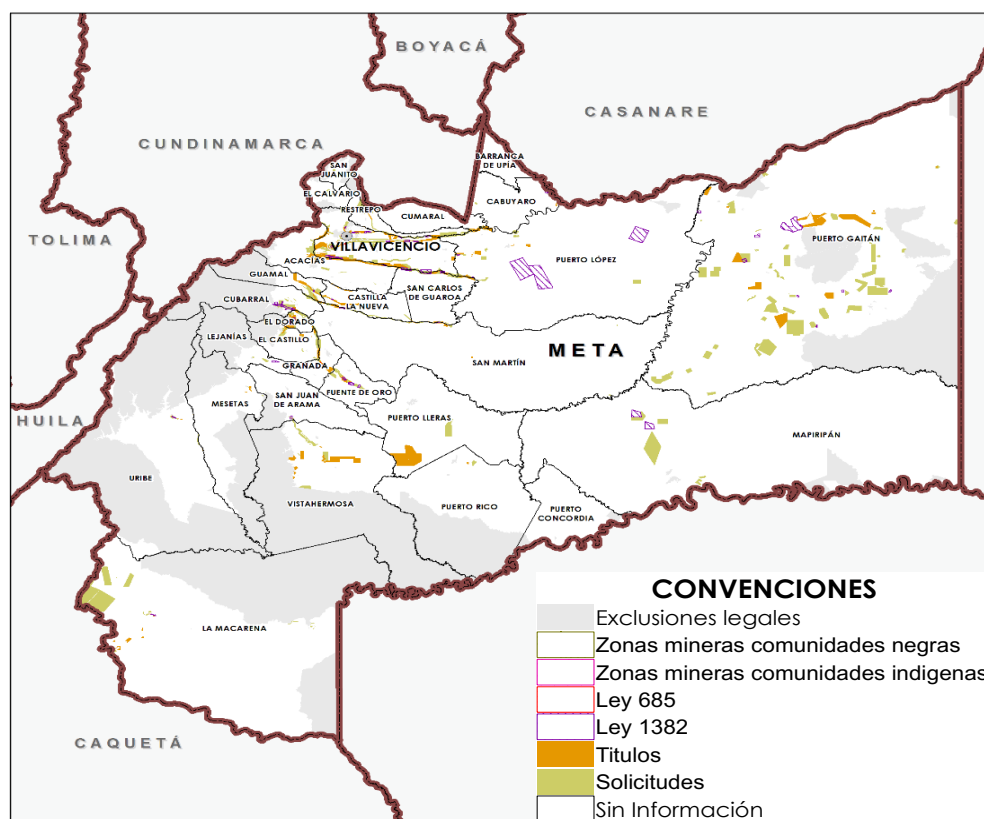 BOYACÁ
CASANARE
CUNDINAMARCA
TOLIMA
HUILA
CAQUETÁ
META
BARRANCA
DE UPÍA
SAN
JUANITO
EL CALVARIO
RESTREPO
CUMARAL
CABUYARO
VILLAVICENCIO
PUERTO GAITÁN
PUERTO LÓPEZ
ACACÍAS
GUAMAL
SAN CARLOS
DE GUAROA
CASTILLA
LA NUEVA
CUBARRAL
EL DORADO
LEJANÍAS
EL CASTILLO
SAN MARTÍN
GRANADA
FUENTE DE ORO
MESETAS
SAN JUAN
DE ARAMA
PUERTO LLERAS
MAPIRIPÁN
URIBE
VISTAHERMOSA
PUERTO RICO
PUERTO
CONCORDIA
LA MACARENA
CONVENCIONES
Exclusiones legales
Zonas mineras comunidades negras
Zonas mineras comunidades indigenas
Ley 685
Ley 1382
Titulos
Solicitudes
Sin Información